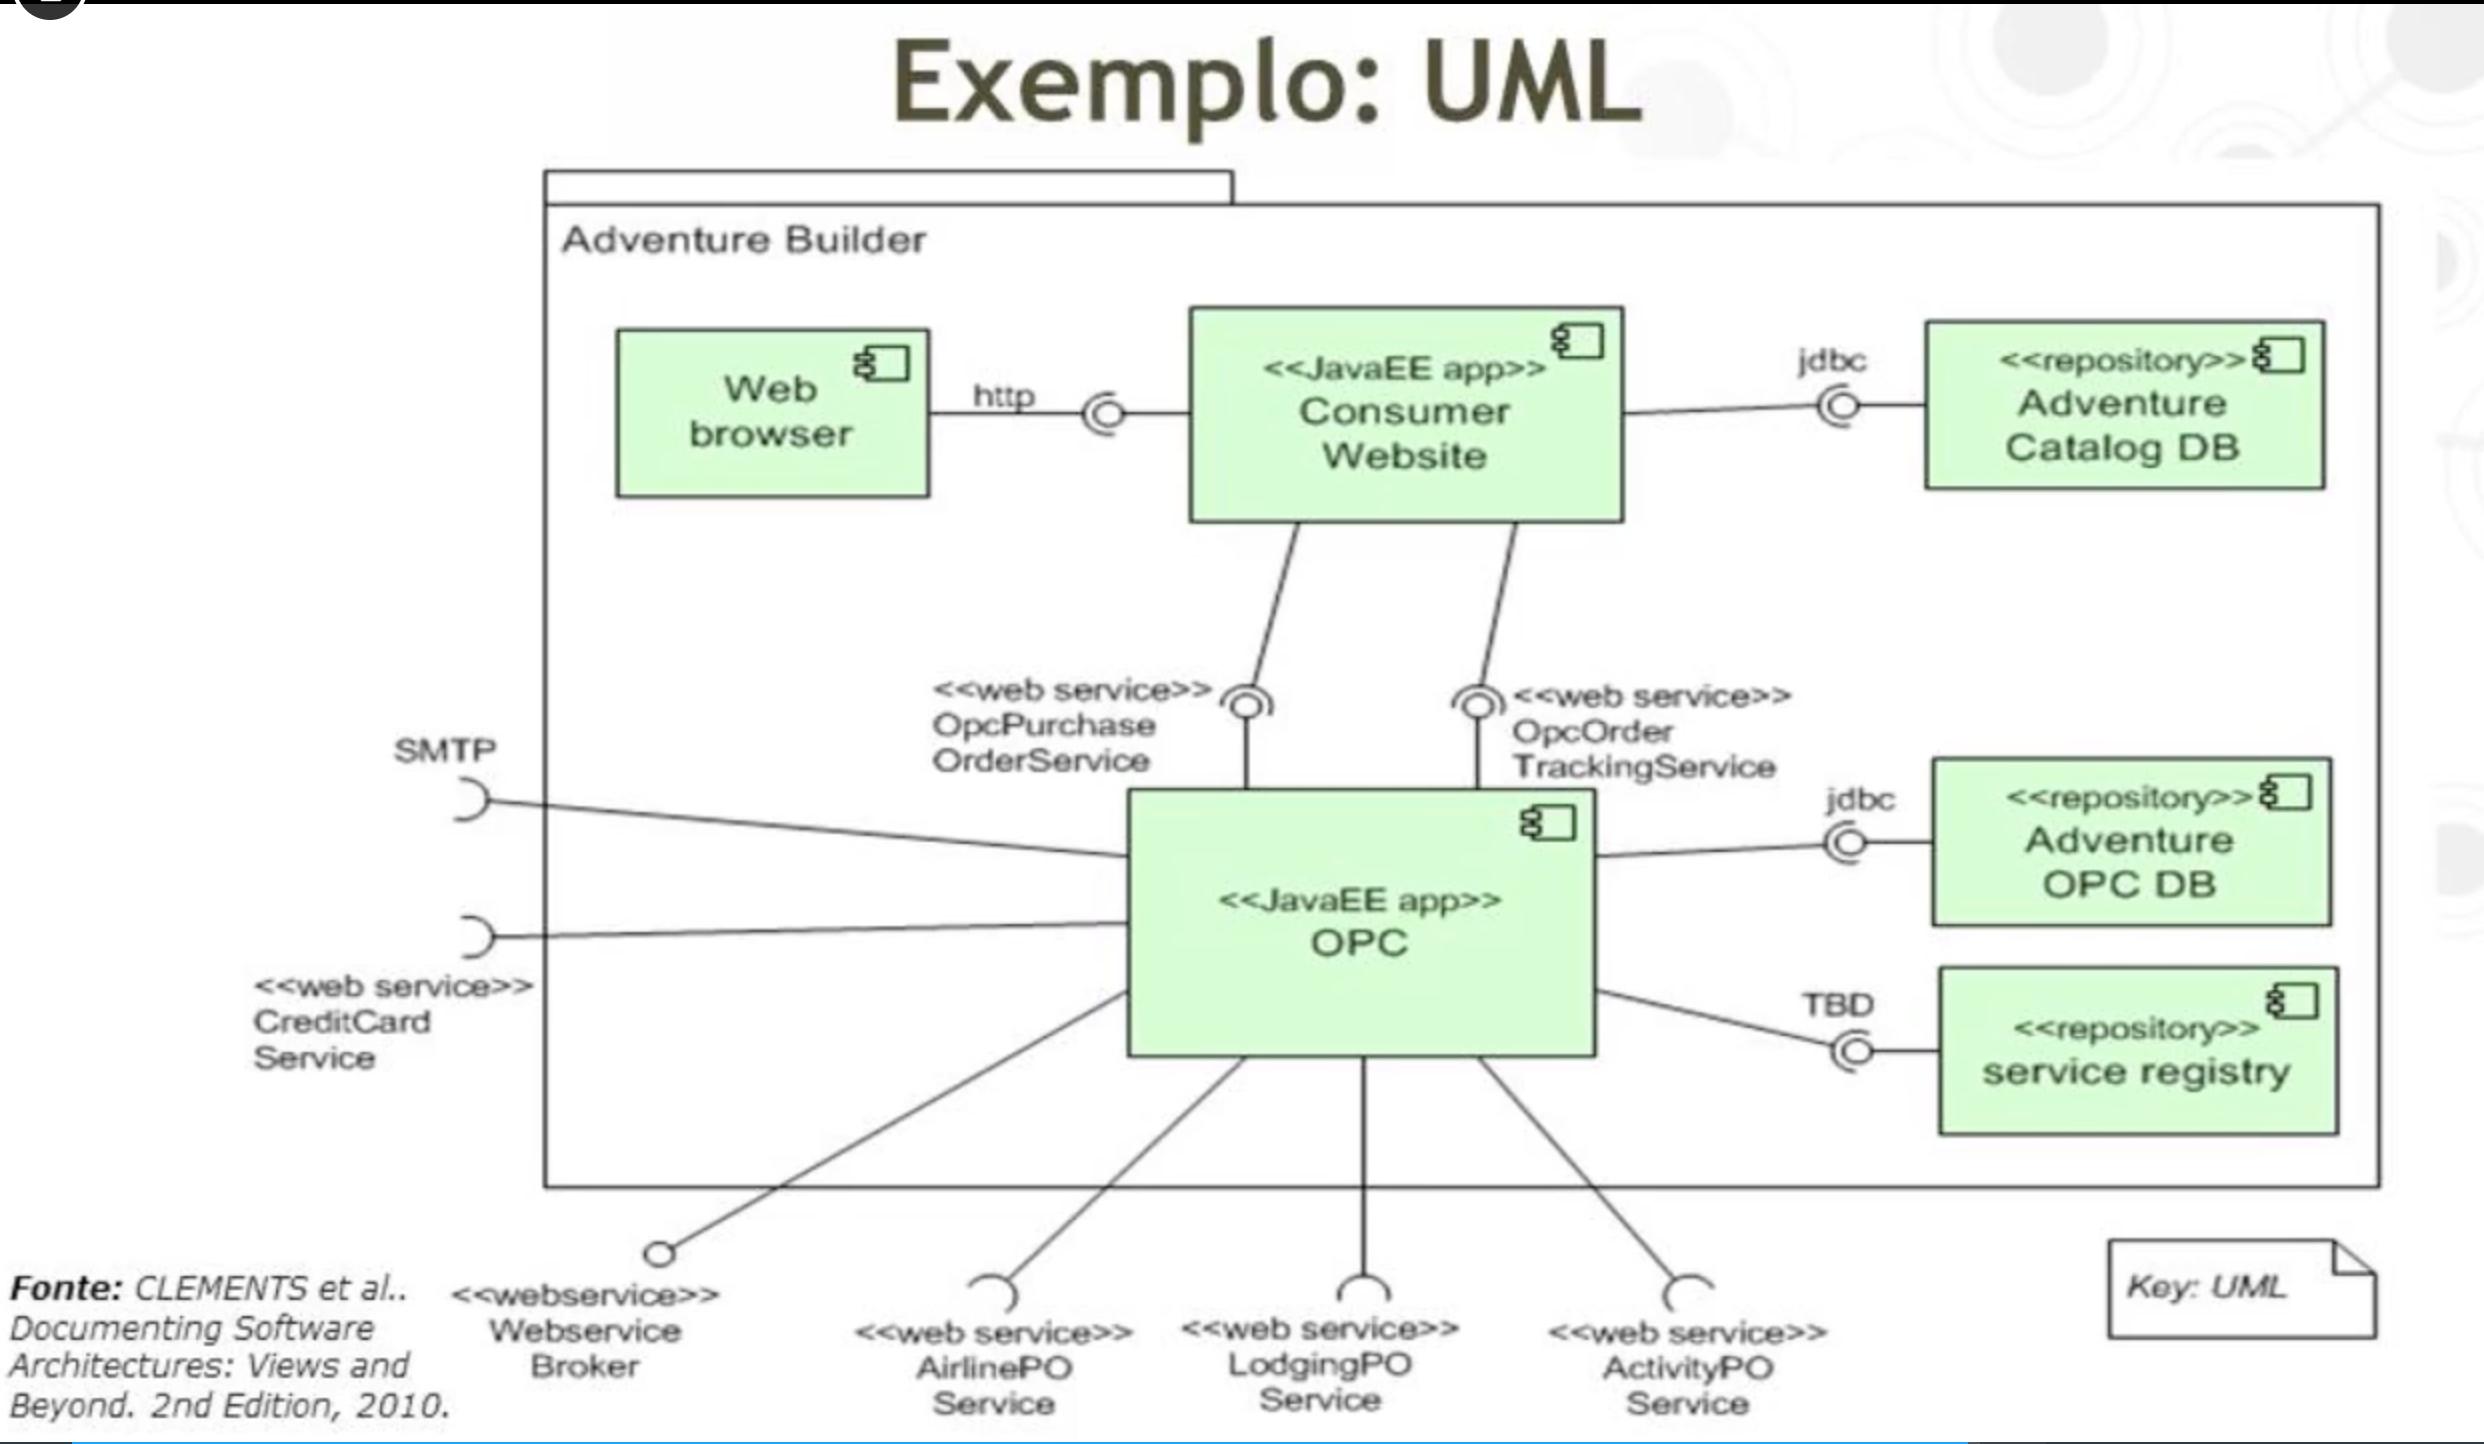 Exemplo: UML
Adventure Builder
Web
browser
http
<<JavaEE app>>
Consumer
Website
jdbc
<<repository>>
Adventure
Catalog DB
<<web service>>
OpcPurchase
OrderService
<<web service>>
OpcOrder
TrackingService
SMTP
<<web service>>
CreditCard
Service
<<JavaEE app>>
OPC
jdbc
<<repository>>
Adventure
OPC DB
TBD
<<repository>>
service registry
<<webservice>>
Webservice
Broker
<<web service>>
AirlinePO
Service
<<web service>>
LodgingPO
Service
<<web service>>
ActivityPO
Service
Key: UML
Fonte: CLEMENTS et al..
Documenting Software
Architectures: Views and
Beyond. 2nd Edition, 2010.